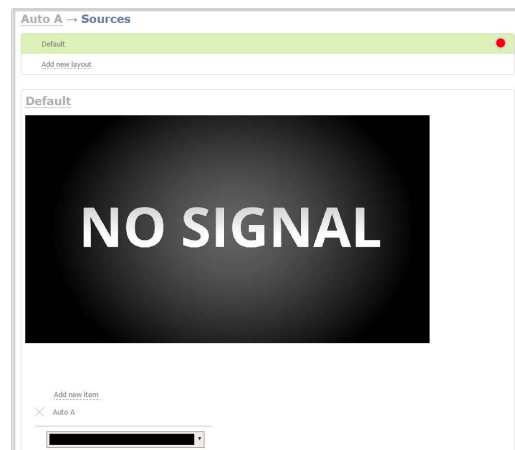 Auto A → Sources
Default
Add new layout
Default
NO SIGNAL
Add new item
Auto A